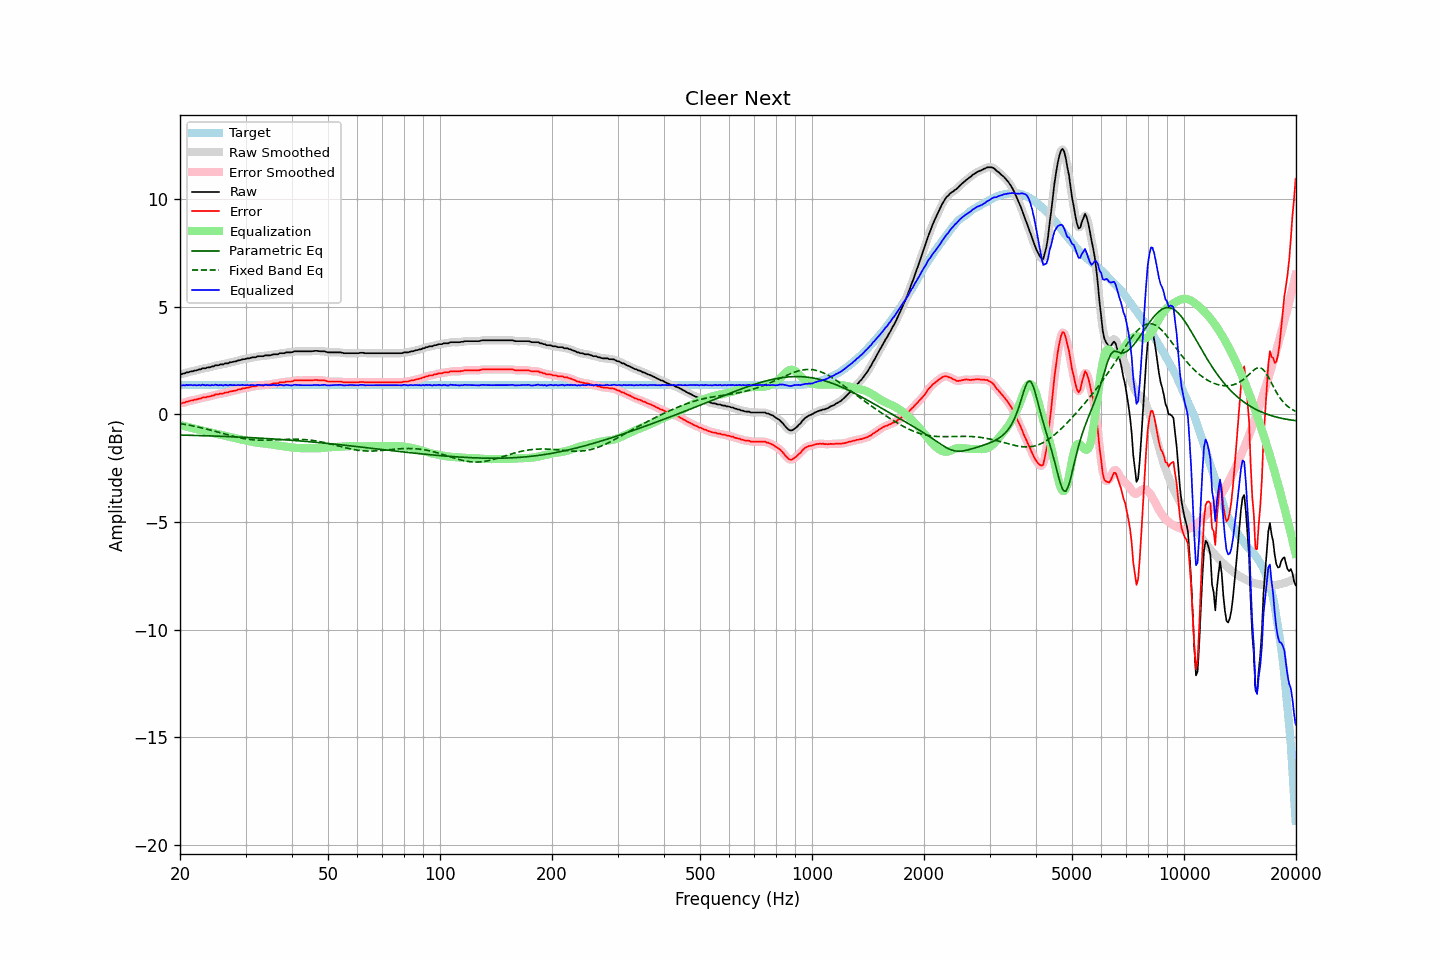 Cleer Next
Target
Raw Smoothed
Error Smoothed
Raw
Error
Equalization
Parametric Eq
Fixed Band Eq
Equalized
Amplitude (dBr)
10
5
0
−5
−10
−15
−20
20 50 100 200 500 1000 2000 5000 10000 20000
Frequency (Hz)